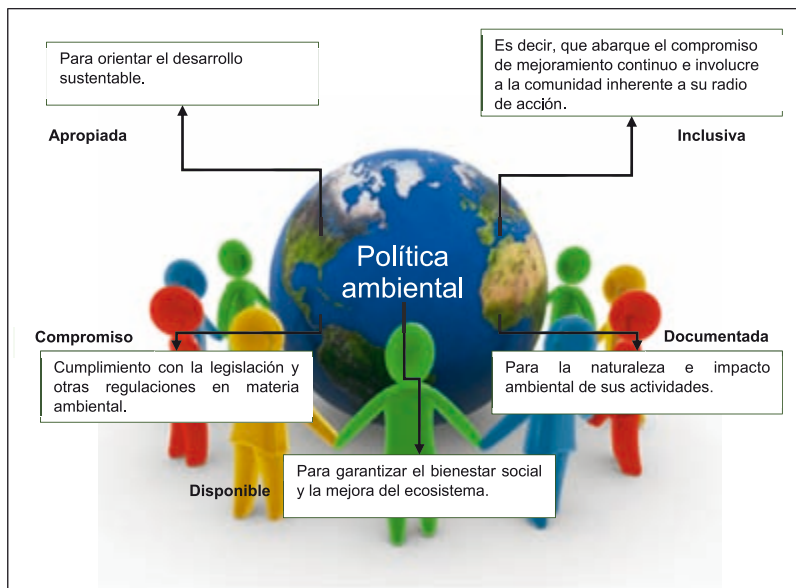 Para orientar el desarrollo
sustentable.
Apropiada
Es decir, que abarque el compromiso
de mejoramiento continuo e involucre
a la comunidad inherente a su radio
de acción.
Inclusiva
Política
ambiental
Compromiso
Cumplimiento con la legislación y
otras regulaciones en materia
ambiental.
Documentada
Para la naturaleza e impacto
ambiental de sus actividades.
Disponible
Para garantizar el bienestar social
y la mejora del ecosistema.